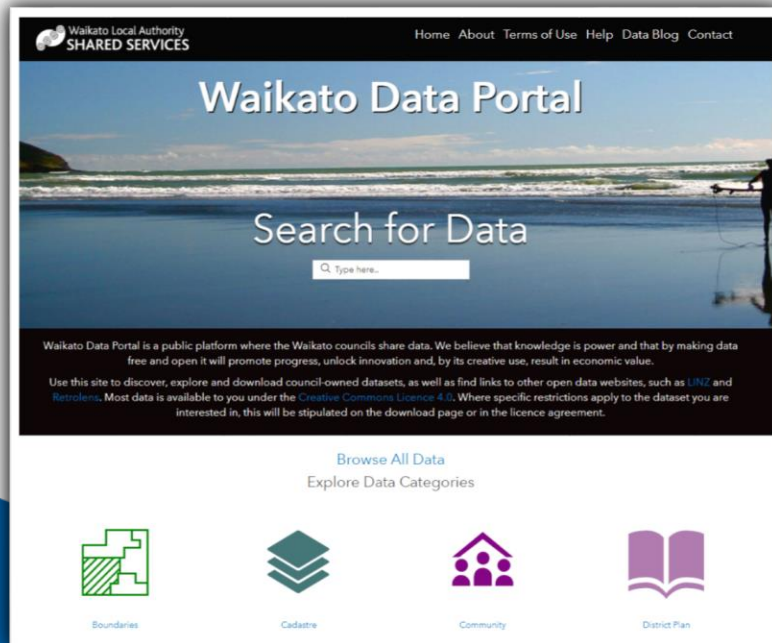 Waikato Local Authority
SHARED SERVICES
Home About Terms of Use Help Data Blog Contact
Waikato Data Portal
Search for Data
Type here..
Waikato Data Portal is a public platform where the Waikato councils share data. We believe that knowledge is power and that by making data
free and open it will promote progress, unlock innovation and, by its creative use, result in economic value.
Use this site to discover, explore and download council-owned datasets, as well as find links to other open data websites, such as LINZ and
Retrolens. Most data is available to you under the Creative Commons Licence 4.0. Where specific restrictions apply to the dataset you are
interested in, this will be stipulated on the download page or in the licence agreement.
Browse All Data
Explore Data Categories
Boundaries
Cadastre
Community
District Plan